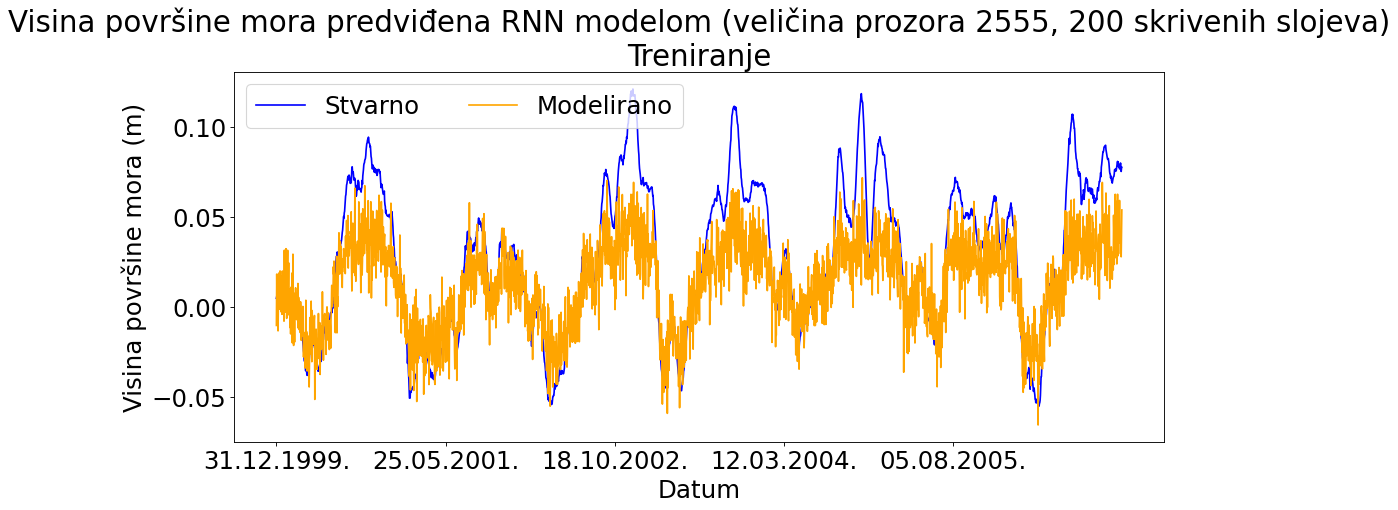 Visina površine mora predviđena RNN modelom (veličina prozora 2555, 200 skrivenih slojeva)
Treniranje
Stvarno Modelirano
Visina površine mora (m)
0.10
0.05
0.00
−0.05
31.12.1999. 25.05.2001. 18.10.2002. 12.03.2004. 05.08.2005.
Datum